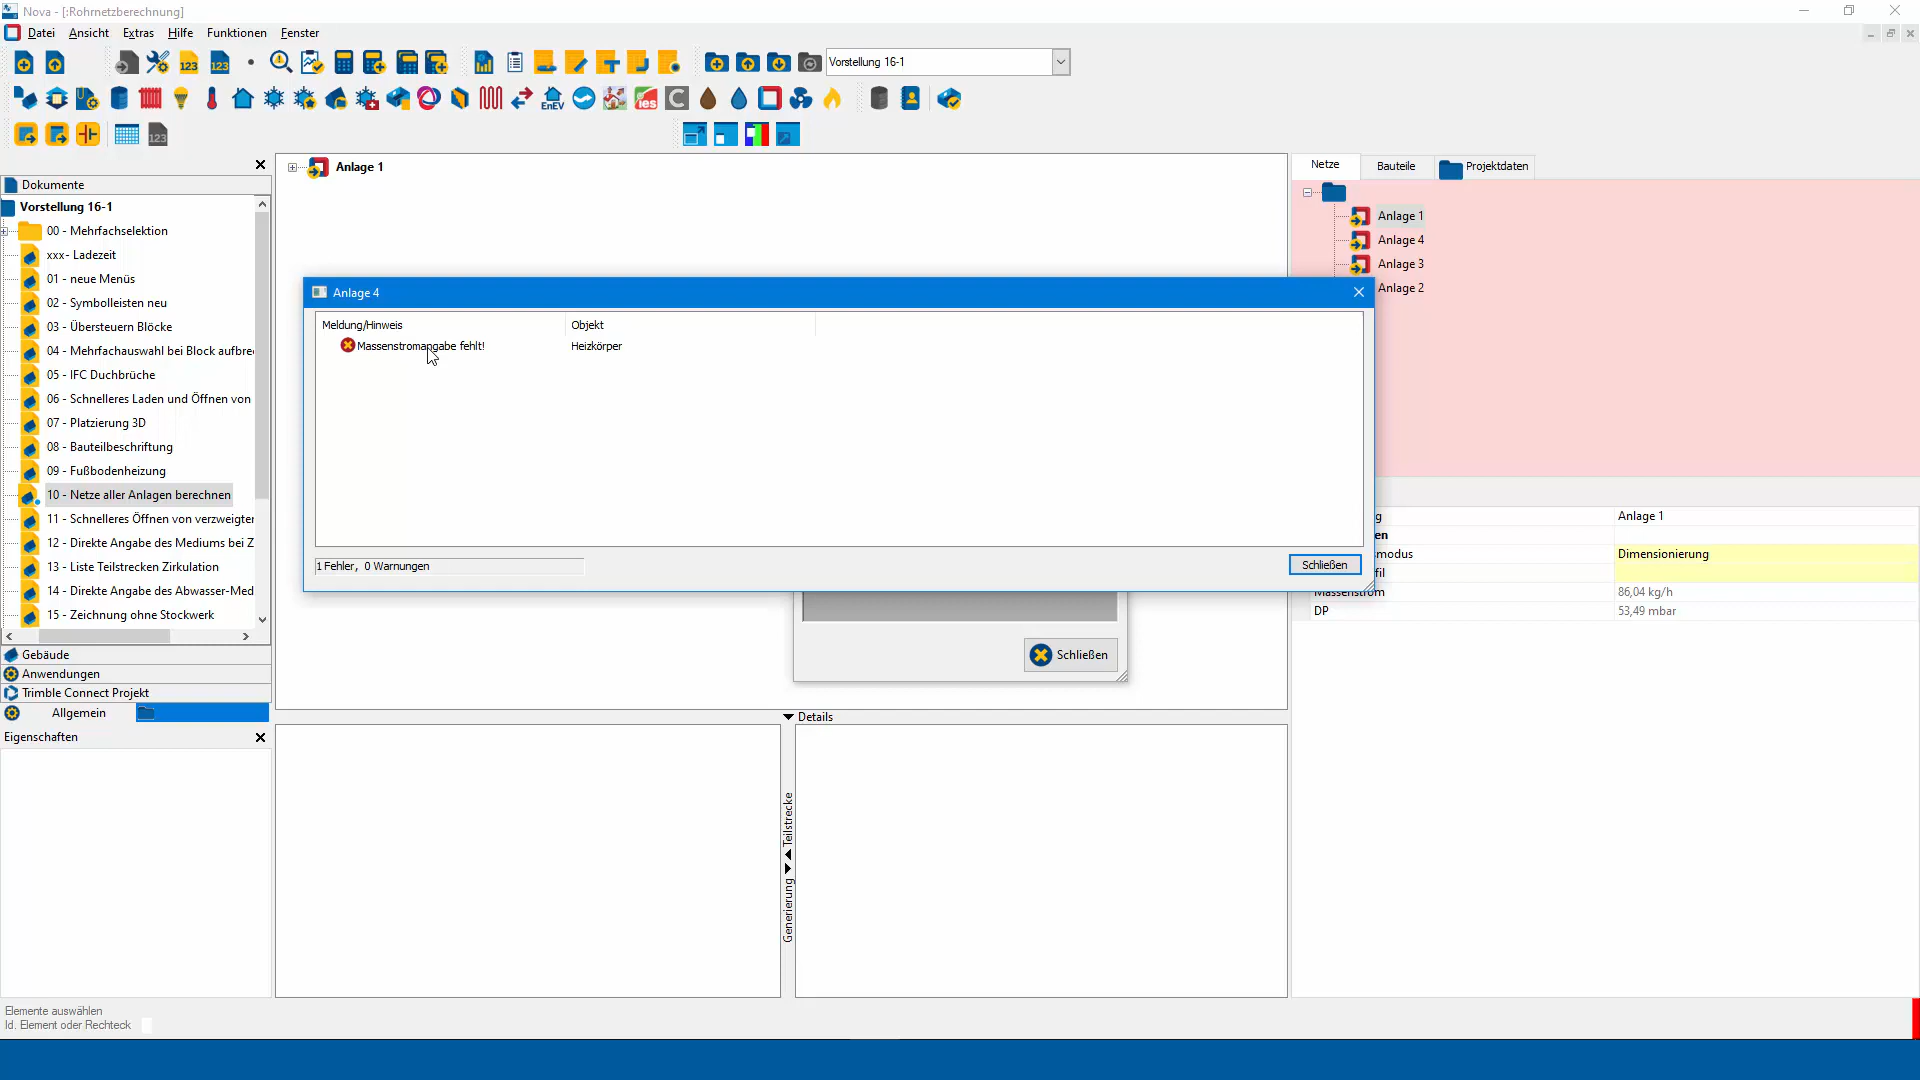 Nova - [:Rohrnetzberechnung]
Datei Ansicht Extras Hilfe Funktionen Fenster
123 123
Vorstellung 16-1
EnEV
ies
C
123
Dokumente
Vorstellung 16-1
00 - Mehrfachselektion
xxx- Ladezeit
01 - neue Menüs
02 - Symbolleisten neu
03 - Übersteuern Blöcke
04 - Mehrfachauswahl bei Block aufbre
05 - IFC Duchbrüche
06 - Schnelleres Laden und Öffnen von
07 - Platzierung 3D
08 - Bauteilbeschriftung
09 - Fußbodenheizung
10 - Netze aller Anlagen berechnen
11 - Schnelleres Öffnen von verzweigter
12 - Direkte Angabe des Mediums bei Z
13 - Liste Teilstrecken Zirkulation
14 - Direkte Angabe des Abwasser-Med
15 - Zeichnung ohne Stockwerk
Gebäude
Anwendungen
Trimble Connect Projekt
Allgemein
Eigenschaften
Anlage 1
Anlage 4
Meldung/Hinweis Objekt
Massenstromangabe fehlt! Heizkörper
1 Fehler, 0 Warnungen
Schließen
Schließen
Details
Teilstrecke
Generierung
Netze Bauteile Projektdaten
Anlage 1
Anlage 4
Anlage 3
Anlage 2
g Anlage 1
en
smodus Dimensionierung
fil
Massenstrom 86,04 kg/h
DP 53,49 mbar
Elemente auswählen
Id. Element oder Rechteck